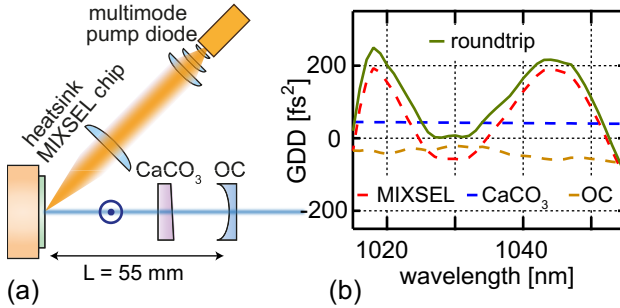 multimode
pump diode
heatsink
MIXSEL chip
CaCO₃ OC
L = 55 mm
(a)
roundtrip
200
0
-200
GDD [fs²]
MIXSEL CaCO₃ OC
1020 1040
wavelength [nm]
(b)